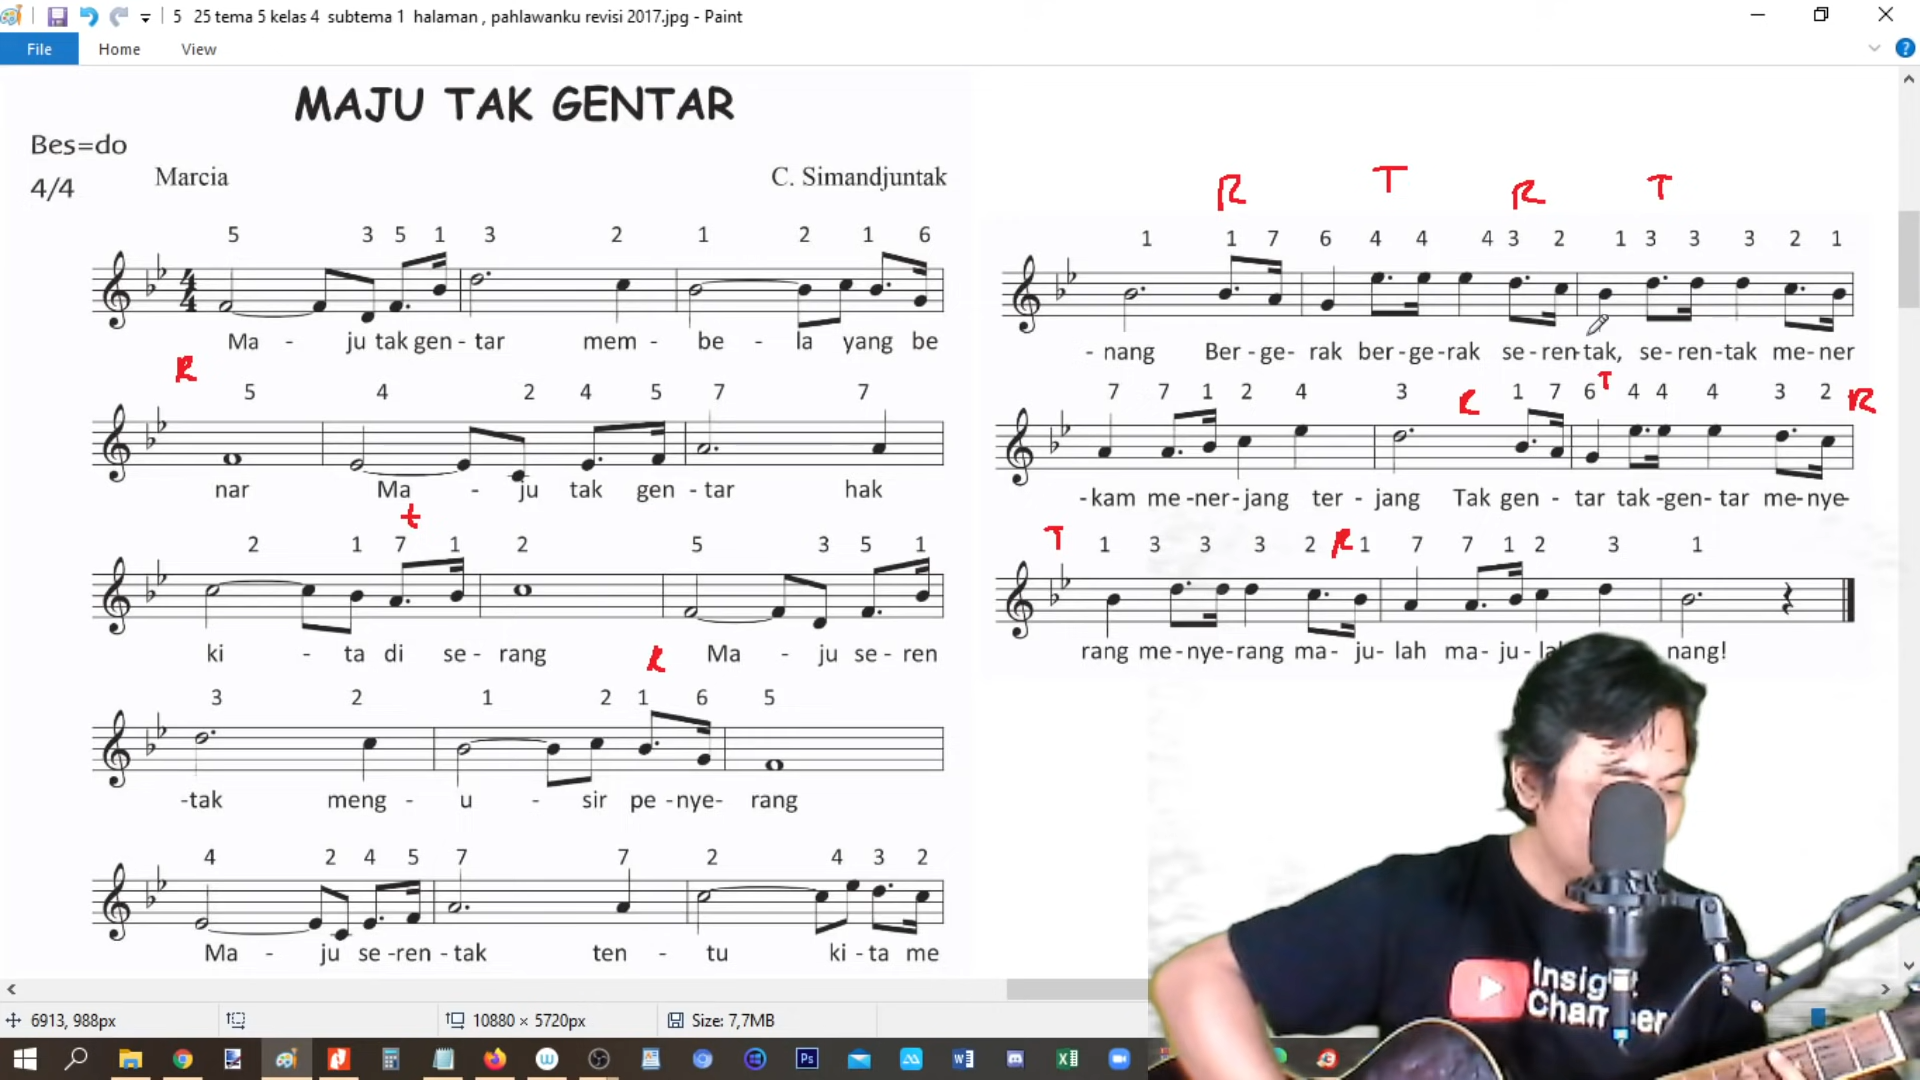 5 25 tema 5 kelas 4 subtema 1 halaman , pahlawanku revisi 2017.jpg - Paint
File Home View
MAJU TAK GENTAR
Bes=do
4/4
Marcia
C. Simandjuntak
5 3 5 1 3 2 1 2 1 6
Ma - ju tak gen - tar mem - be - la yang be
R
5 4 2 4 5 7 7
nar Ma - ju tak gen - tar hak
t
2 1 7 1 2 5 3 5 1
ki - ta di se - rang Ma - ju se - ren
R
3 2 1 2 1 6 5
-tak meng - u - sir pe -nye- rang
4 2 4 5 7 7 2 4 3 2
Ma - ju se -ren - tak ten - tu ki - ta me
R T R T
1 1 7 6 4 4 4 3 2 1 3 3 3 2 1
- nang Ber - ge- rak ber-ge-rak se-ren-tak, se-ren-tak me-ner
T
7 7 1 2 4 3 R 1 7 6 4 4 4 3 2 R
-kam me -ner-jang ter - jang Tak gen - tar tak -gen- tar me-nye-
T 1 3 3 3 2 R 1 7 7 1 2 3 1
rang me -nye-rang ma - ju- lah ma - ju - nang!
Insight
Chamber
6913, 988px
10880 × 5720px
Size: 7,7MB